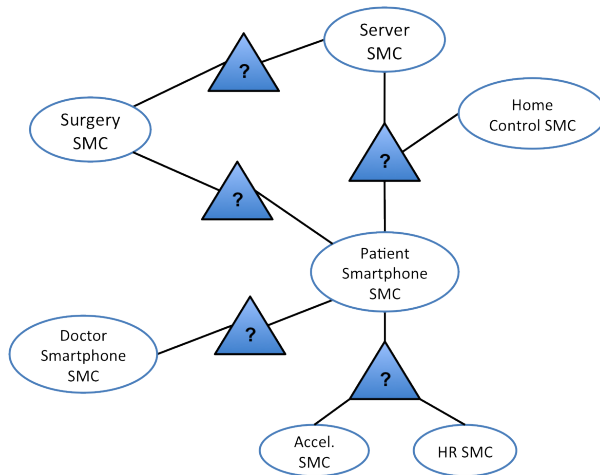 Server
SMC
?
Surgery
SMC
Home
Control SMC
?
?
Patient
Smartphone
SMC
?
Doctor
Smartphone
SMC
?
Accel.
SMC
HR SMC